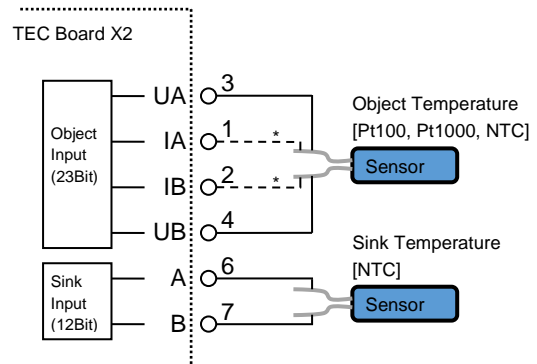 TEC Board X2
Object
Input
(23Bit)
UA 3
IA 1 *
IB 2 *
UB 4
Object Temperature
[Pt100, Pt1000, NTC]
Sensor
Sink
Input
(12Bit)
A 6
B 7
Sink Temperature
[NTC]
Sensor